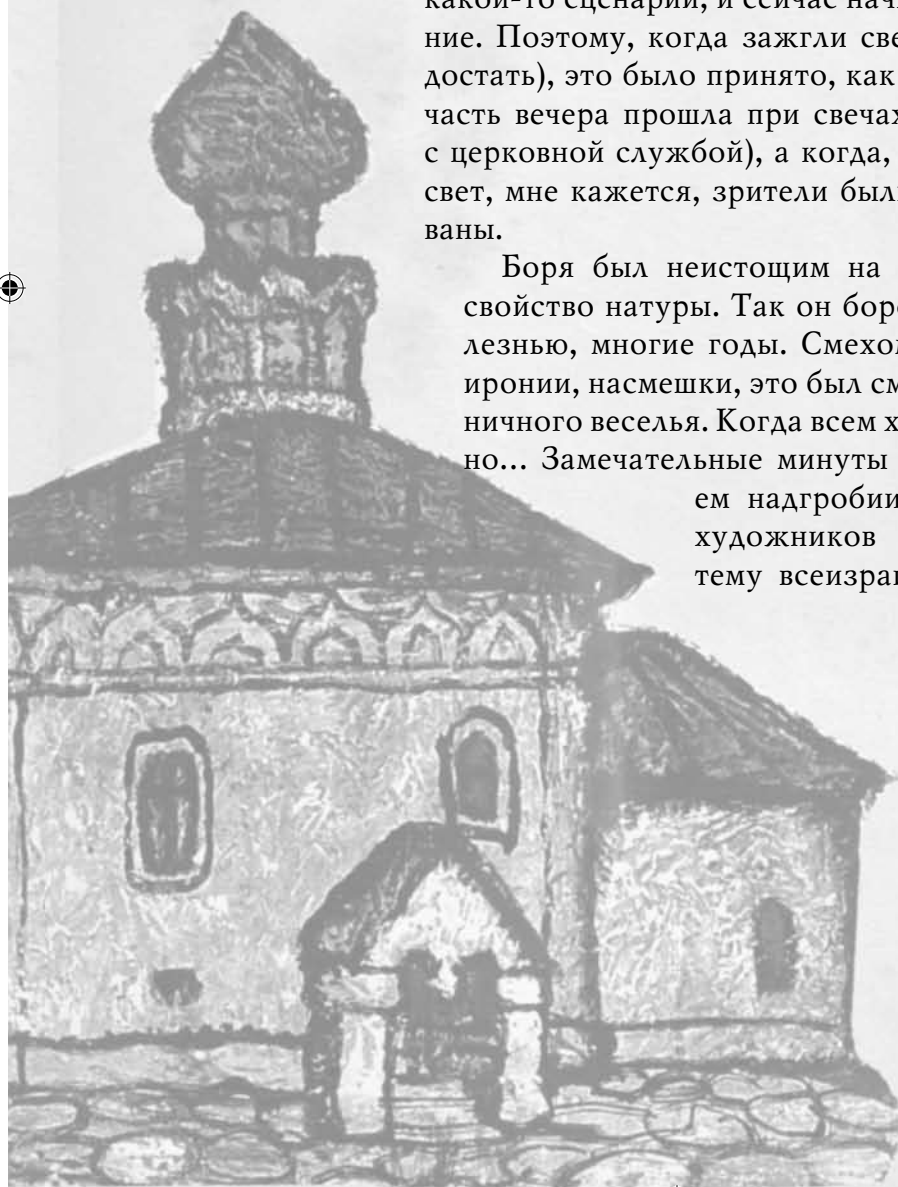 какой-то сценарий, и сейчас нач
ние. Поэтому, когда зажгли све
достать), это было принято, как
часть вечера прошла при свечах
с церковной службой), а когда,
свет, мне кажется, зрители был
ваны.
Боря был неистощим на
свойство натуры. Так он бор
лезнью, многие годы. Смехо
иронии, насмешки, это был см
ничного веселья. Когда всем х
но... Замечательные минуты
ем надгробии
художников
тему всеизра